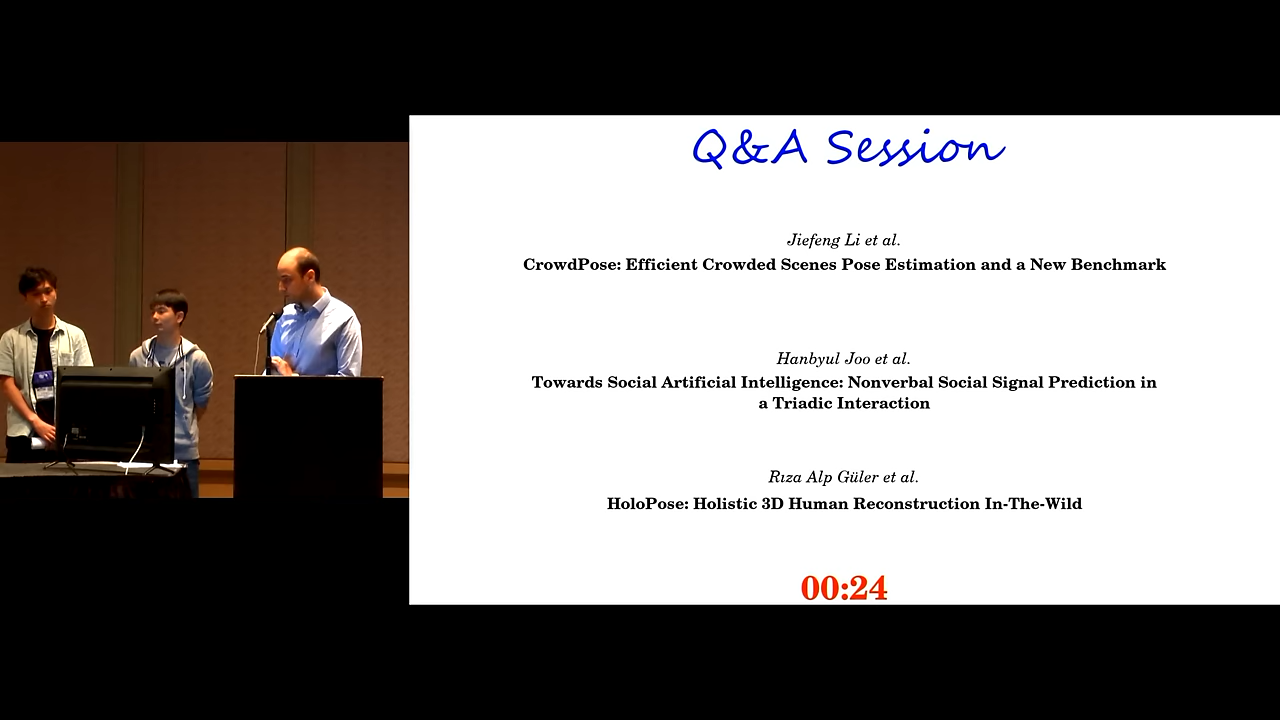 Q&A Session
Jiefeng Li et al.
CrowdPose: Efficient Crowded Scenes Pose Estimation and a New Benchmark
Hanbyul Joo et al.
Towards Social Artificial Intelligence: Nonverbal Social Signal Prediction in
a Triadic Interaction
Rıza Alp Güler et al.
HoloPose: Holistic 3D Human Reconstruction In-The-Wild
00:24